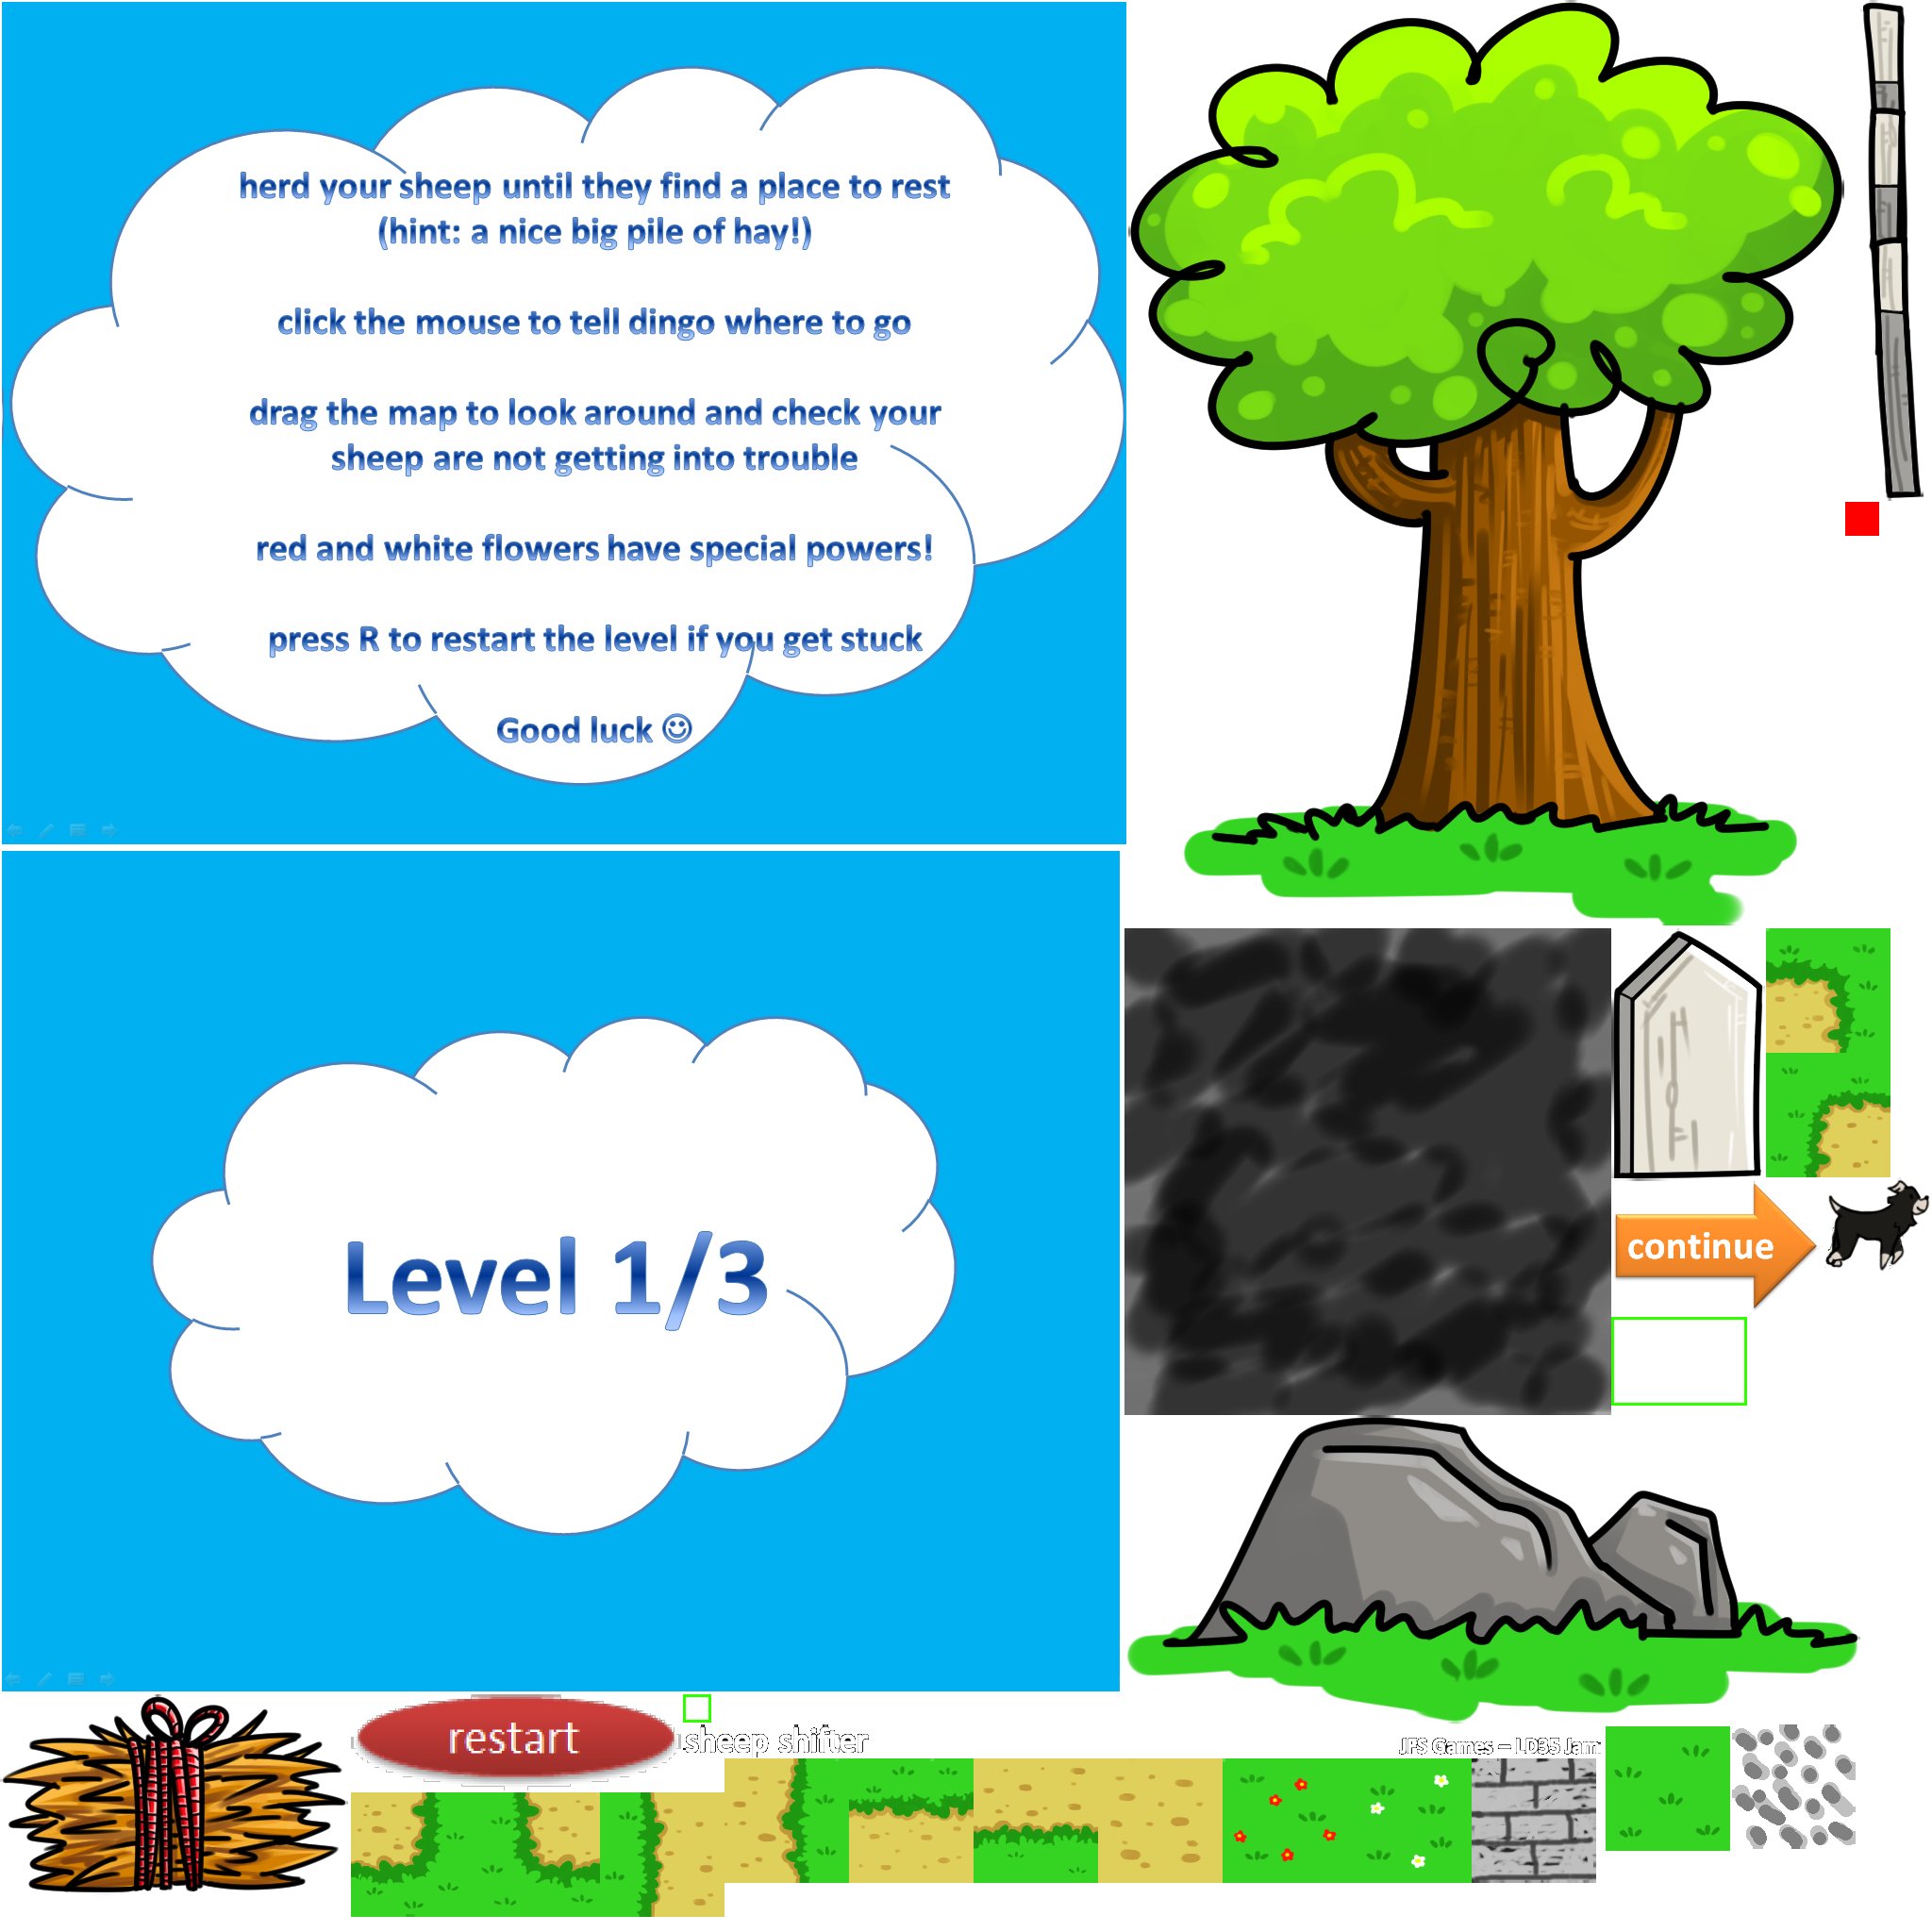 herd your sheep until they find a place to rest
(hint: a nice big pile of hay!)
click the mouse to tell dingo where to go
drag the map to look around and check your
sheep are not getting into trouble
red and white flowers have special powers!
press R to restart the level if you get stuck
Good luck ☺
Level 1/3
continue
restart
sheep shifter
JFS Games – LD35 Jam